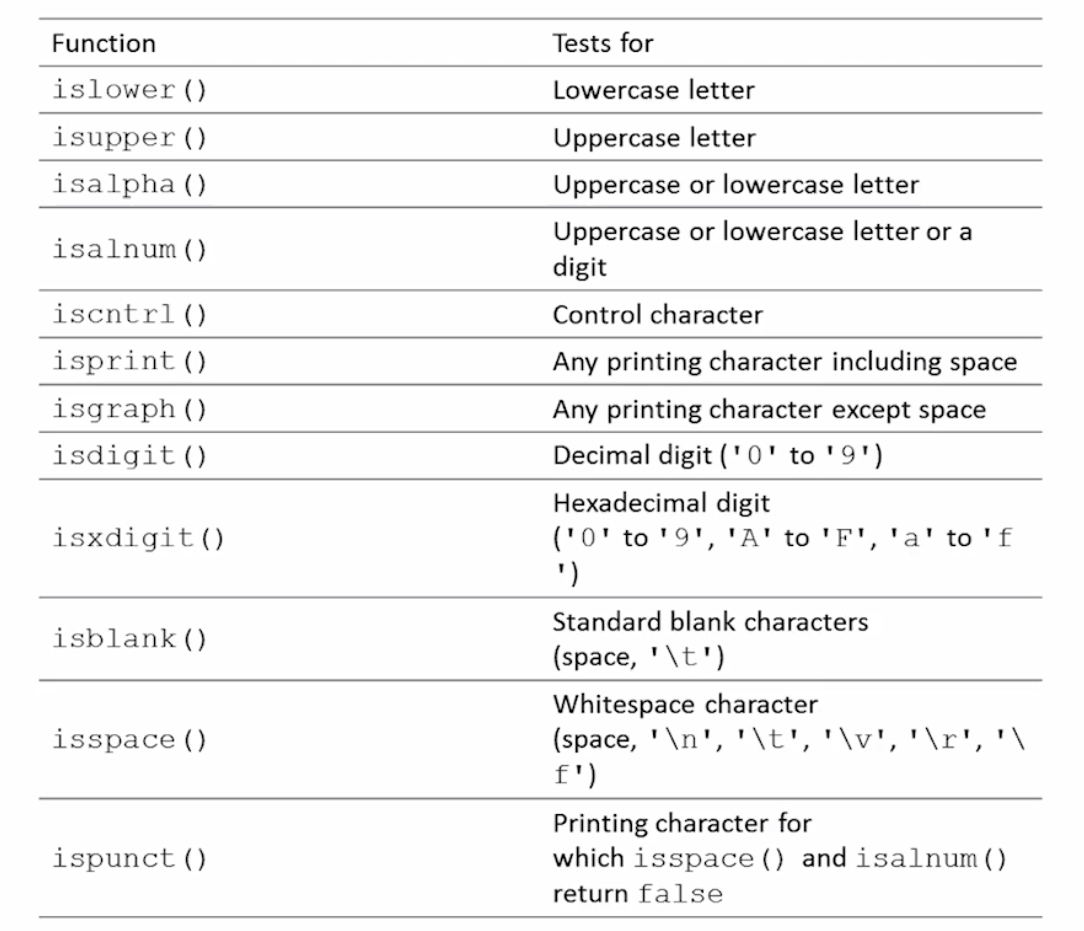 Function Tests for
islower() Lowercase letter
isupper() Uppercase letter
isalpha() Uppercase or lowercase letter
isalnum() Uppercase or lowercase letter or a
digit
iscntrl() Control character
isprint() Any printing character including space
isgraph() Any printing character except space
isdigit() Decimal digit ('0' to '9')
isxdigit() Hexadecimal digit
('0' to '9', 'A' to 'F', 'a' to 'f
')
isblank() Standard blank characters
(space, '\t')
isspace() Whitespace character
(space, '\n', '\t', '\v', '\r', '\
f')
ispunct() Printing character for
which isspace() and isalnum()
return false